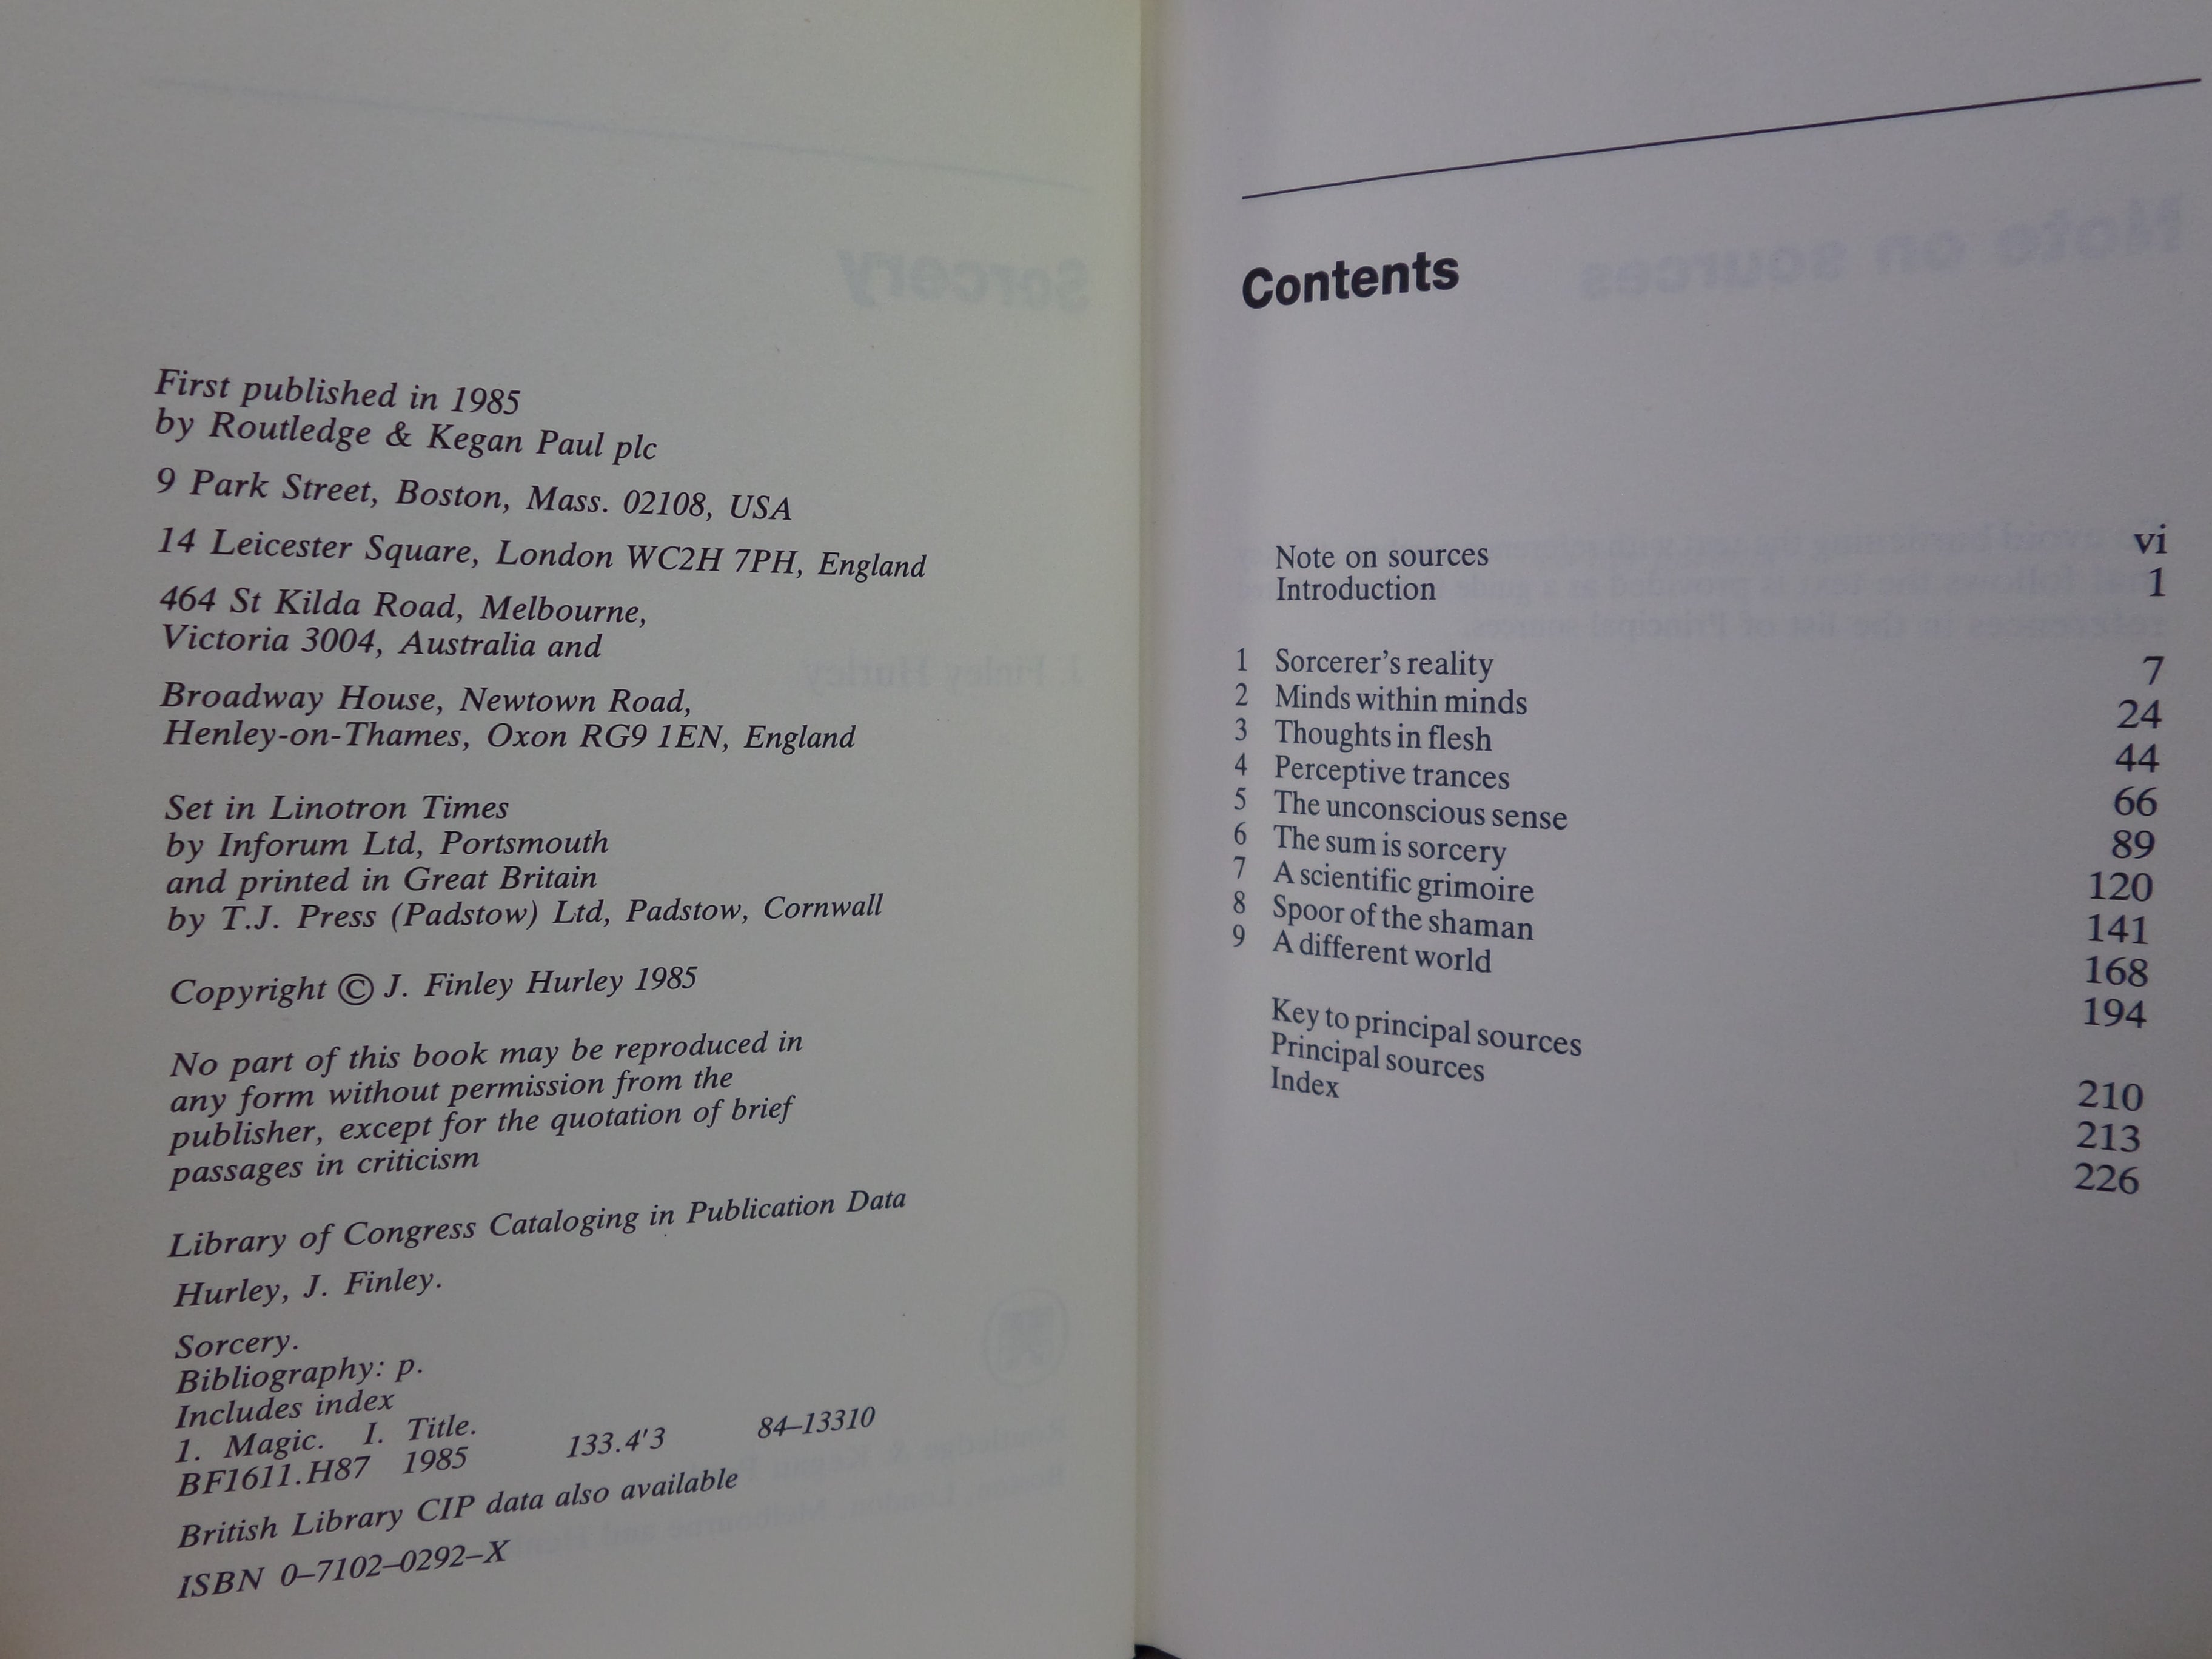 First published in 1985
by Routledge & Kegan Paul plc
9 Park Street, Boston, Mass. 02108, USA
14 Leicester Square, London WC2H 7PH, England
464 St Kilda Road, Melbourne,
Victoria 3004, Australia and
Broadway House, Newtown Road,
Henley-on-Thames, Oxon RG9 1EN, England
Set in Linotron Times
by Inforum Ltd, Portsmouth
and printed in Great Britain
by T.J. Press (Padstow) Ltd, Padstow, Cornwall
Copyright © J. Finley Hurley 1985
No part of this book may be reproduced in
any form without permission from the
publisher, except for the quotation of brief
passages in criticism
Library of Congress Cataloging in Publication Data
Hurley, J. Finley.
Sorcery.
Bibliography: p.
Includes index
1. Magic. I. Title.
BF1611.H87 1985 133.4'3 84–13310
British Library CIP data also available
ISBN 0–7102–0292–X
Contents
Note on sources vi
Introduction 1
1 Sorcerer's reality 7
2 Minds within minds 24
3 Thoughts in flesh 44
4 Perceptive trances 66
5 The unconscious sense 89
6 The sum is sorcery 120
7 A scientific grimoire 141
8 Spoor of the shaman 168
9 A different world 194
Key to principal sources 210
Principal sources 213
Index 226